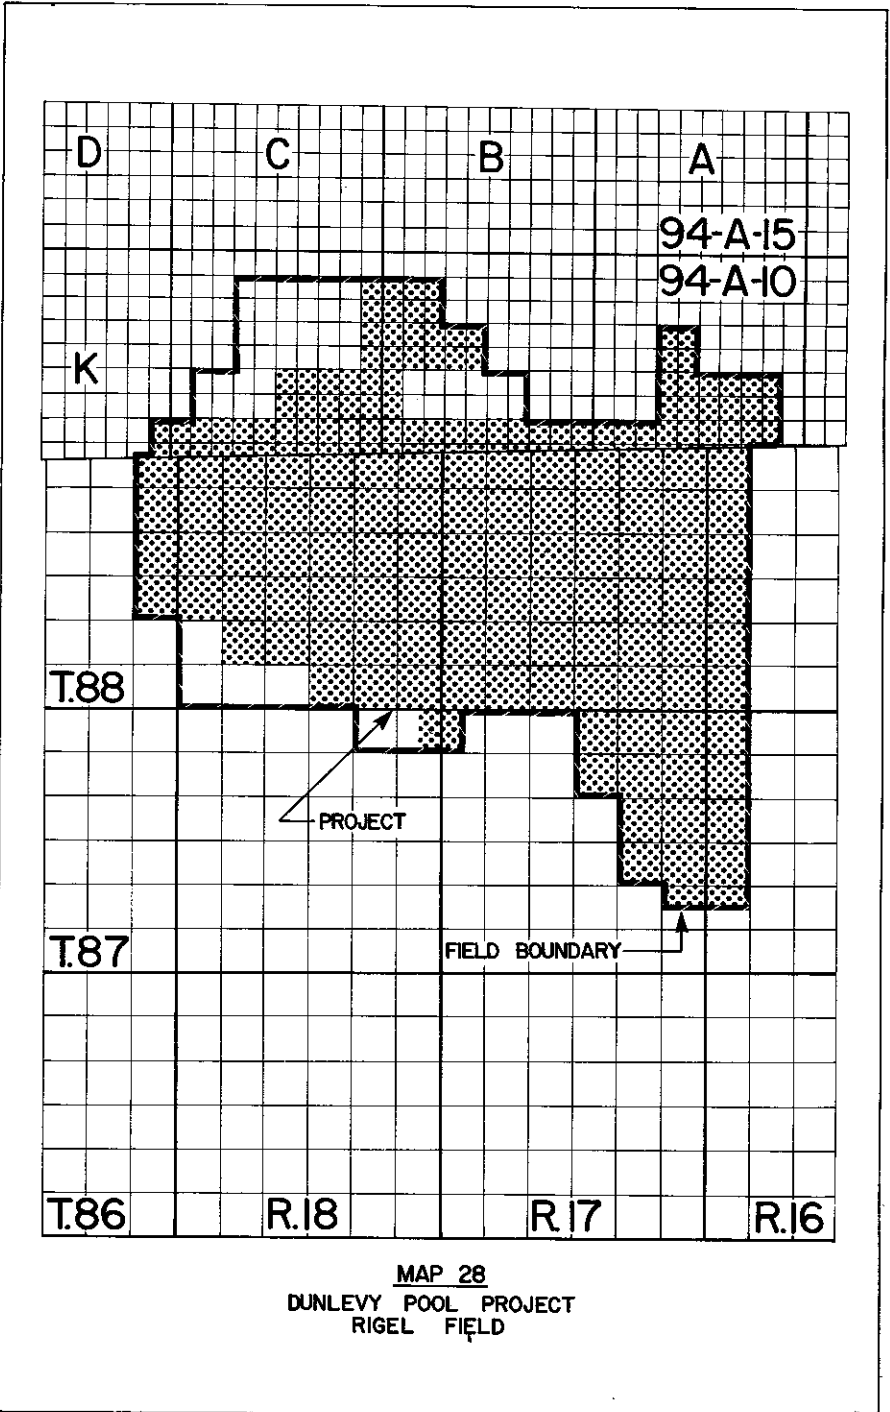 D C B A
94-A-15
94-A-10
K
T.88
PROJECT
FIELD BOUNDARY
T.87
T.86 R.18 R.17 R.16
MAP 28
DUNLEVY POOL PROJECT
RIGEL FIELD